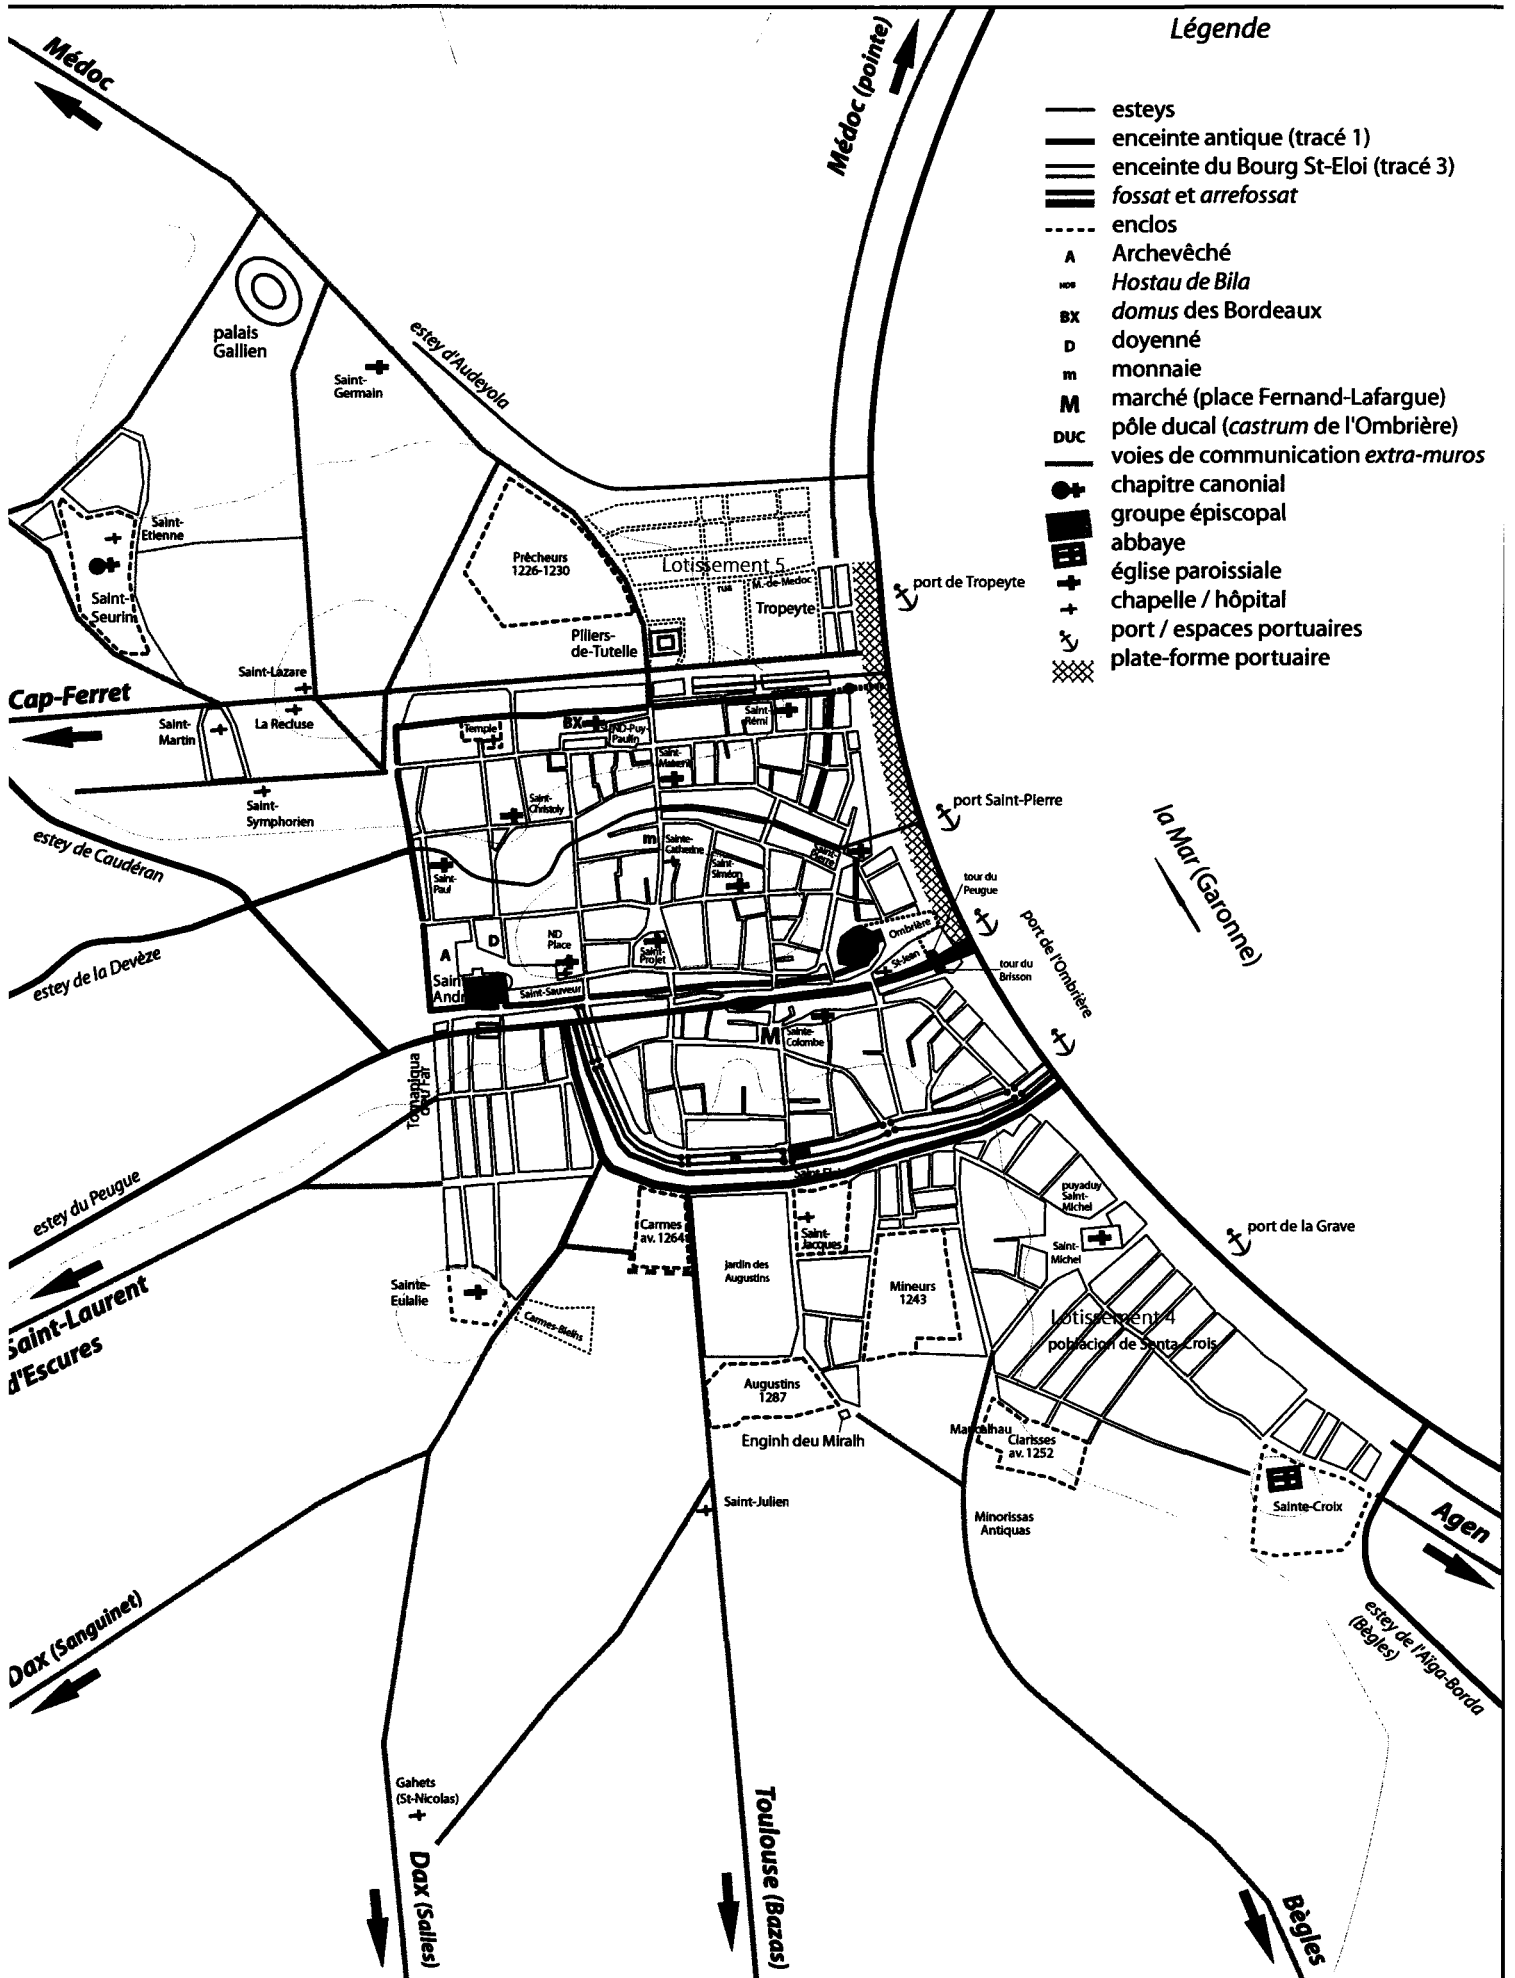 Légende
esteys
enceinte antique (tracé 1)
enceinte du Bourg St-Eloi (tracé 3)
fossat et arrefossat
enclos
A Archevêché
HDB Hostau de Bila
BX domus des Bordeaux
D doyenné
m monnaie
M marché (place Fernand-Lafargue)
DUC pôle ducal (castrum de l'Ombrière)
voies de communication extra-muros
chapitre canonial
groupe épiscopal
abbaye
église paroissiale
chapelle / hôpital
port / espaces portuaires
plate-forme portuaire
Médoc
Médoc (pointe)
palais
Gallien
Saint-
Germain
estey d'Audeyola
Saint-
Etienne
Saint-
Seurin
Prêcheurs
1226-1230
Lotissement 5
rue
M.-de-Medoc
Tropeyte
port de Tropeyte
Piliers-
de-Tutelle
Saint-Lazare
La Recluse
Cap-Ferret
Saint-
Martin
Saint-
Symphorien
Temple
BX
ND-Puy-
Paulin
Saint-
Rémi
Saint-
Christoly
port Saint-Pierre
estey de Caudéran
m
Sainte-
Catherine
Saint-
Siméon
Saint-
Pierre
Saint-
Paul
tour du
Peugue
la Mar (Garonne)
port de l'Ombrière
A
D
ND
Place
Saint-
Projet
Ombrière
St-Jean
tour du
Brisson
estey de la Devèze
Saint-
André
Saint-Sauveur
M
Sainte-
Colombe
deu Far
estey du Peugue
Saint-Laurent
d'Escures
Carmes
av. 1264
Saint-
Jacques
jardin des
Augustins
Mineurs
1243
puyaduy
Saint-
Michel
Saint-
Michel
port de la Grave
Sainte-
Eulalie
Carmes-Bielhs
Lotissement 4
poblacion de Senta-Crois
Augustins
1287
Enginh deu Miralh
Clarisses
av. 1252
Saint-Julien
Minorissas
Antiquas
Sainte-Croix
Agen
estey de l'Aïga-Borda
(Bègles)
Dax (Sanguinet)
Gahets
(St-Nicolas)
Dax (Salles)
Toulouse (Bazas)
Bègles